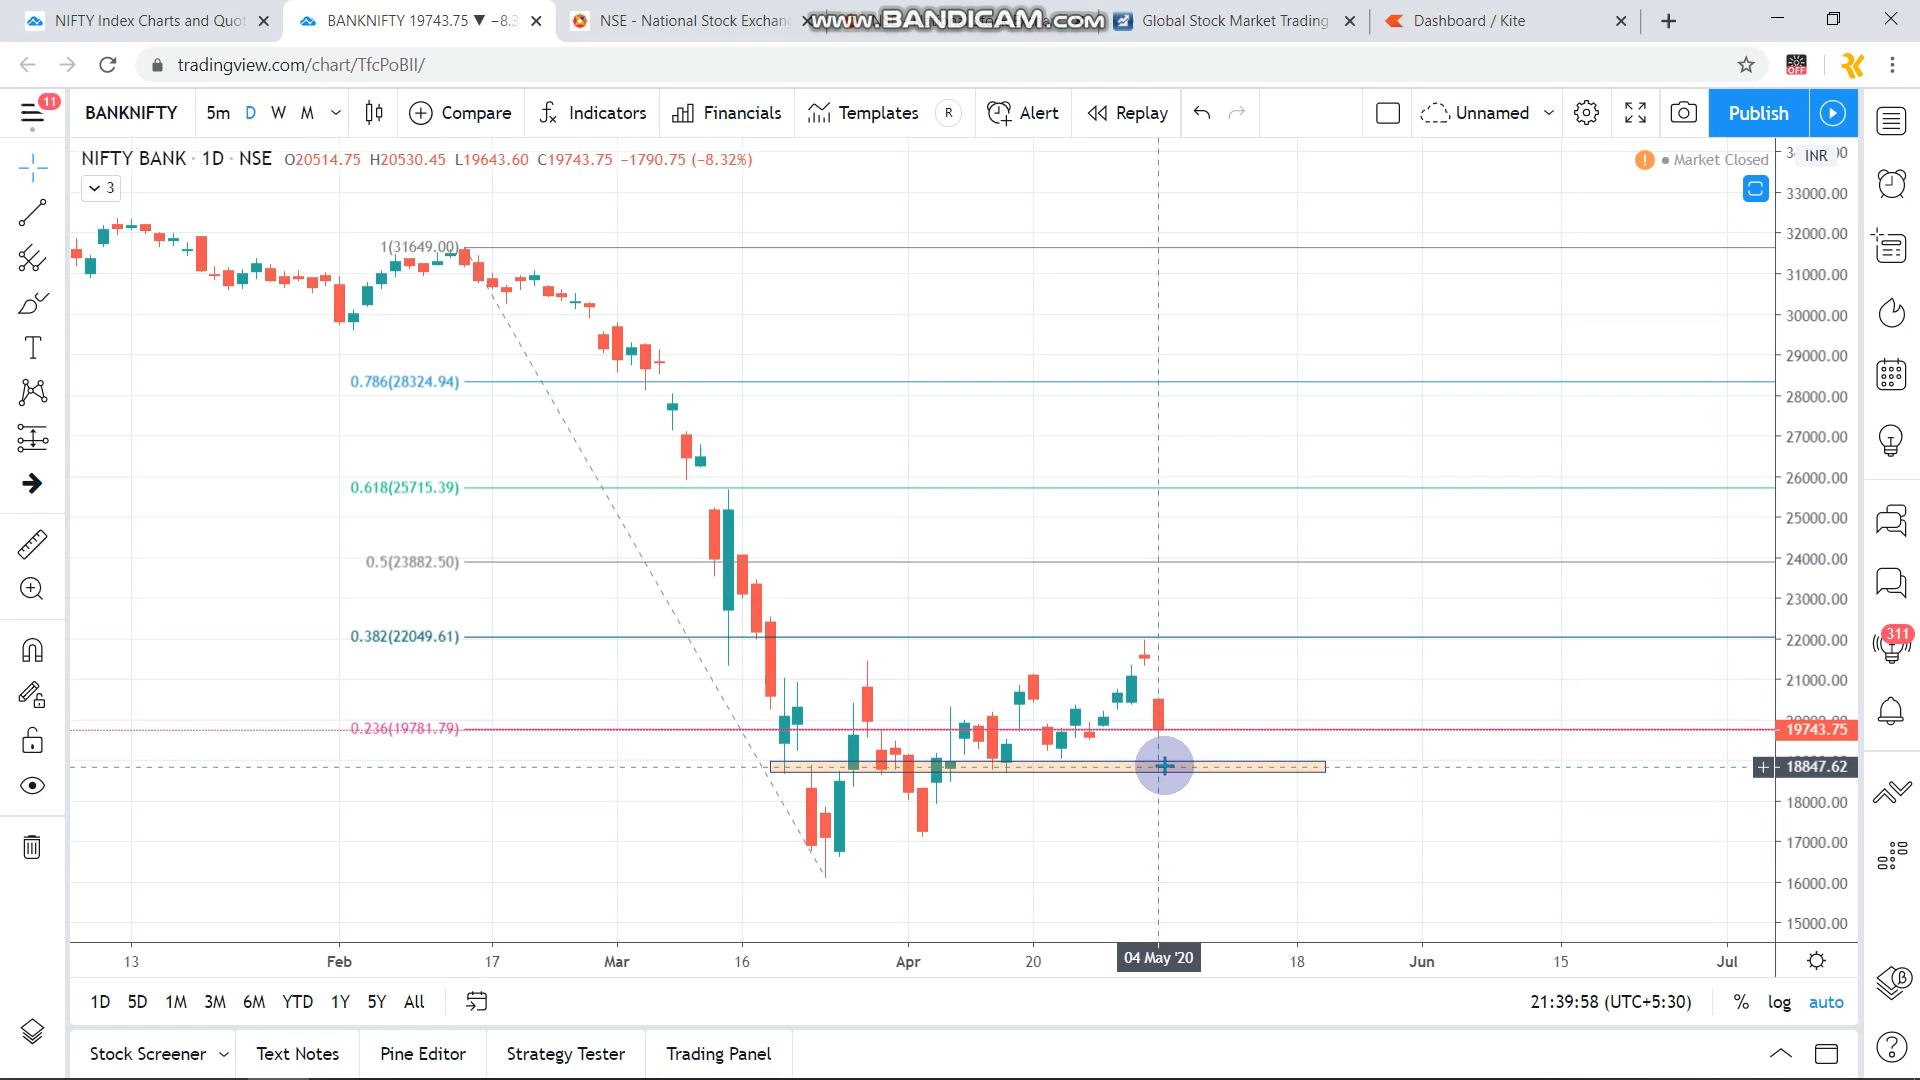 NIFTY Index Charts and Quot
BANKNIFTY 19743.75 ▼ −8.3
NSE - National Stock Exchan
www.BANDICAM.com
Global Stock Market Trading
Dashboard / Kite
tradingview.com/chart/TfcPoBIl/
OFF
11
BANKNIFTY
5m
D
W
M
Compare
Indicators
Financials
Templates
R
Alert
Replay
Unnamed
Publish
NIFTY BANK · 1D · NSE O20514.75 H20530.45 L19643.60 C19743.75 −1790.75 (−8.32%)
Market Closed
INR
3
33000.00
32000.00
31000.00
30000.00
29000.00
28000.00
27000.00
26000.00
25000.00
24000.00
23000.00
22000.00
21000.00
19743.75
18847.62
18000.00
17000.00
16000.00
15000.00
1(31649.00)
0.786(28324.94)
0.618(25715.39)
0.5(23882.50)
0.382(22049.61)
0.236(19781.79)
311
13
Feb
17
Mar
16
Apr
20
04 May '20
18
Jun
15
Jul
1D 5D 1M 3M 6M YTD 1Y 5Y All
21:39:58 (UTC+5:30)
%
log
auto
Stock Screener
Text Notes
Pine Editor
Strategy Tester
Trading Panel